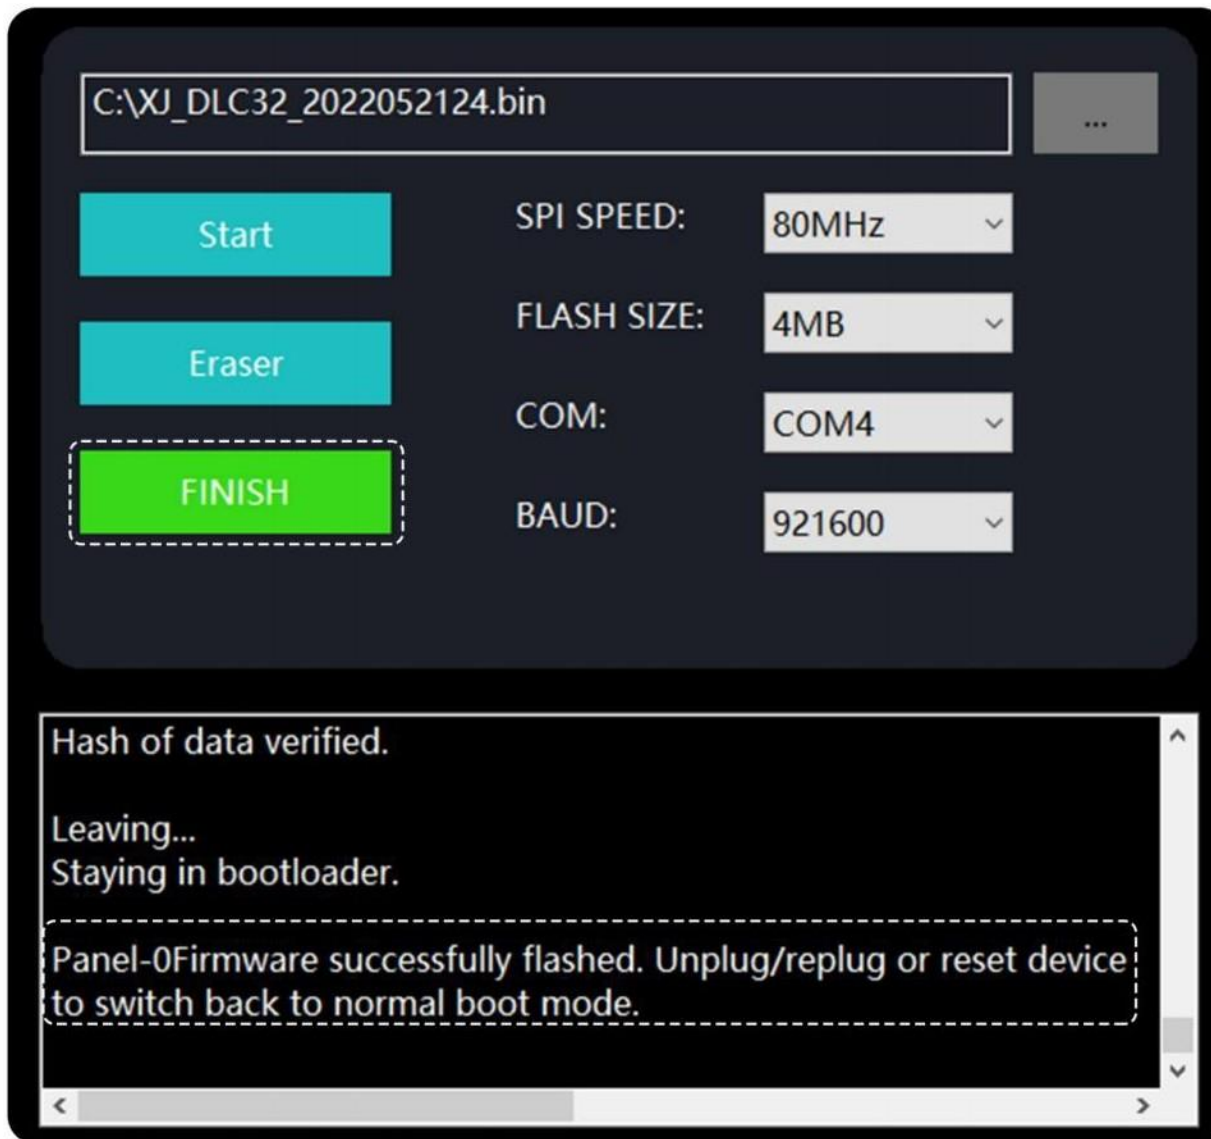 C:\XJ_DLC32_2022052124.bin
...
Start
SPI SPEED:
80MHz
FLASH SIZE:
4MB
Eraser
COM:
COM4
FINISH
BAUD:
921600
Hash of data verified.
Leaving...
Staying in bootloader.
Panel-0Firmware successfully flashed. Unplug/replug or reset device
to switch back to normal boot mode.